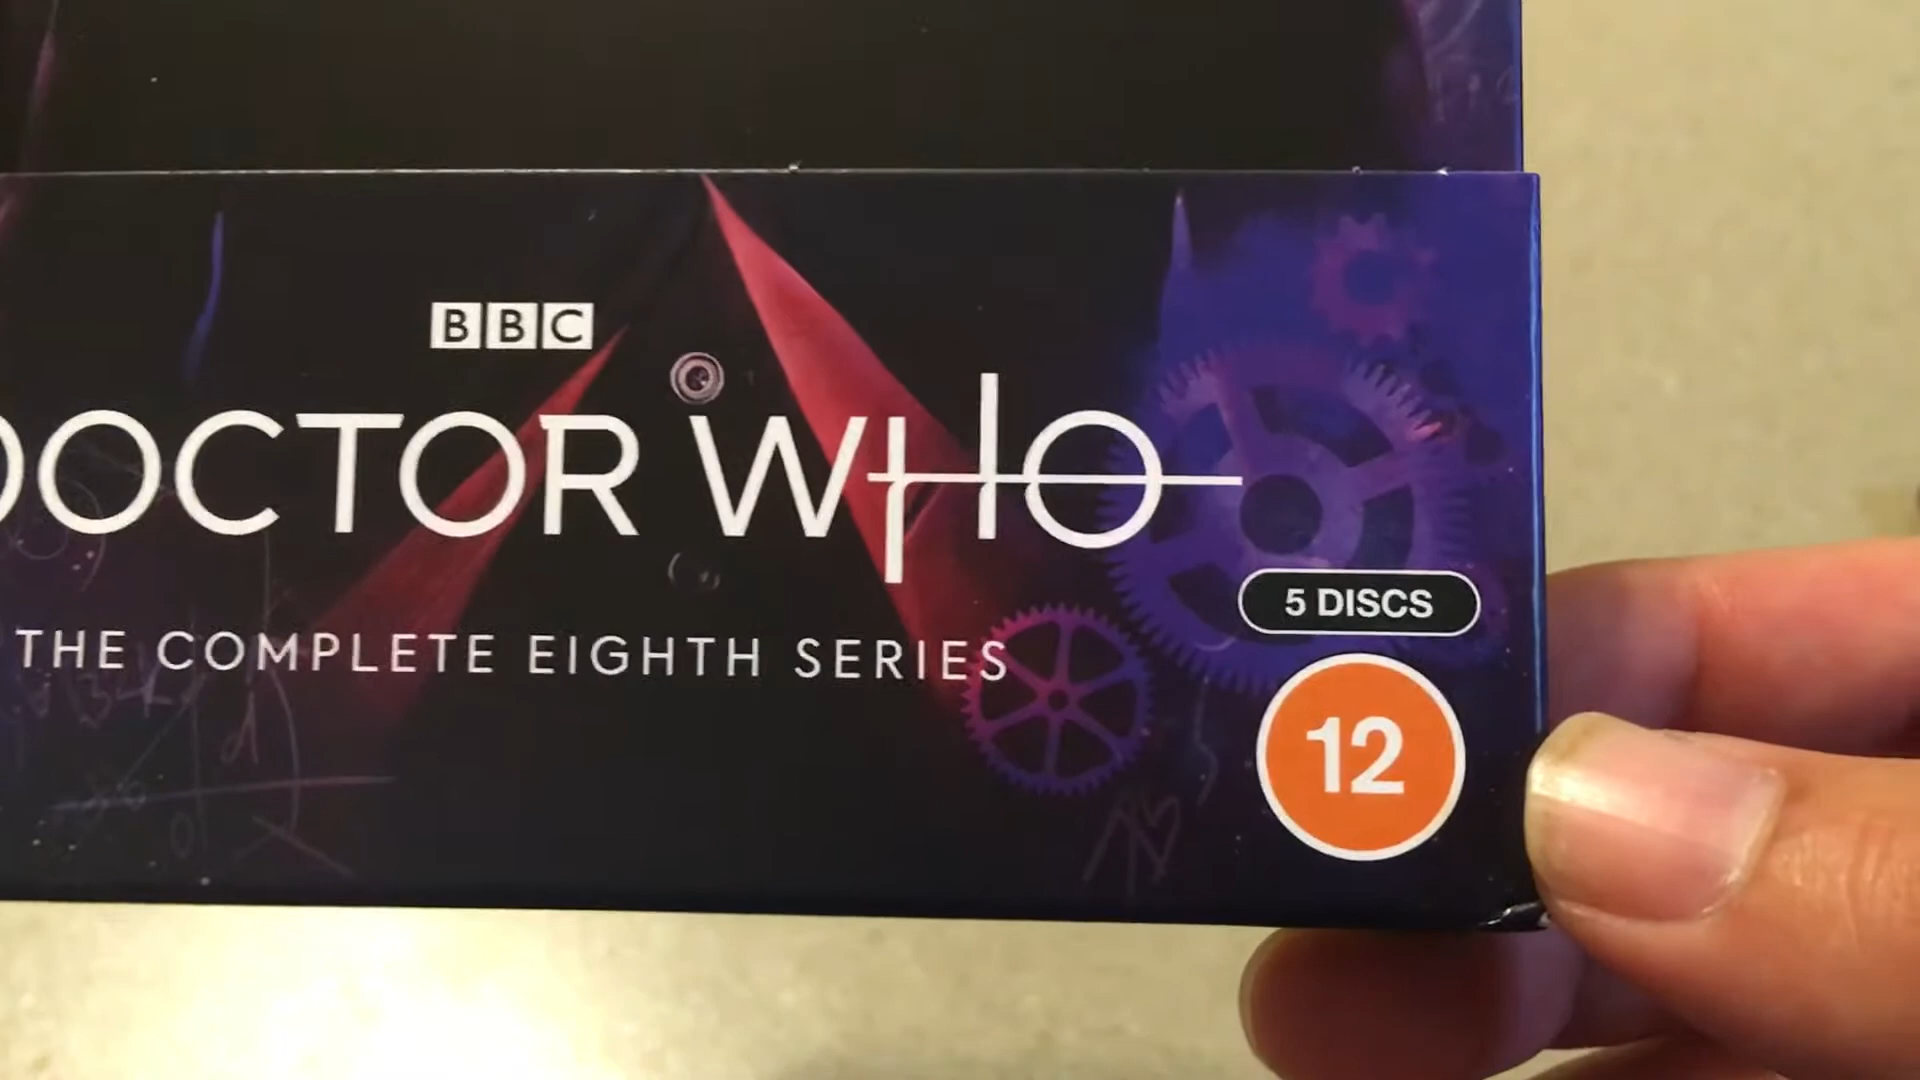 BBC
DOCTOR WHO
THE COMPLETE EIGHTH SERIES
5 DISCS
12